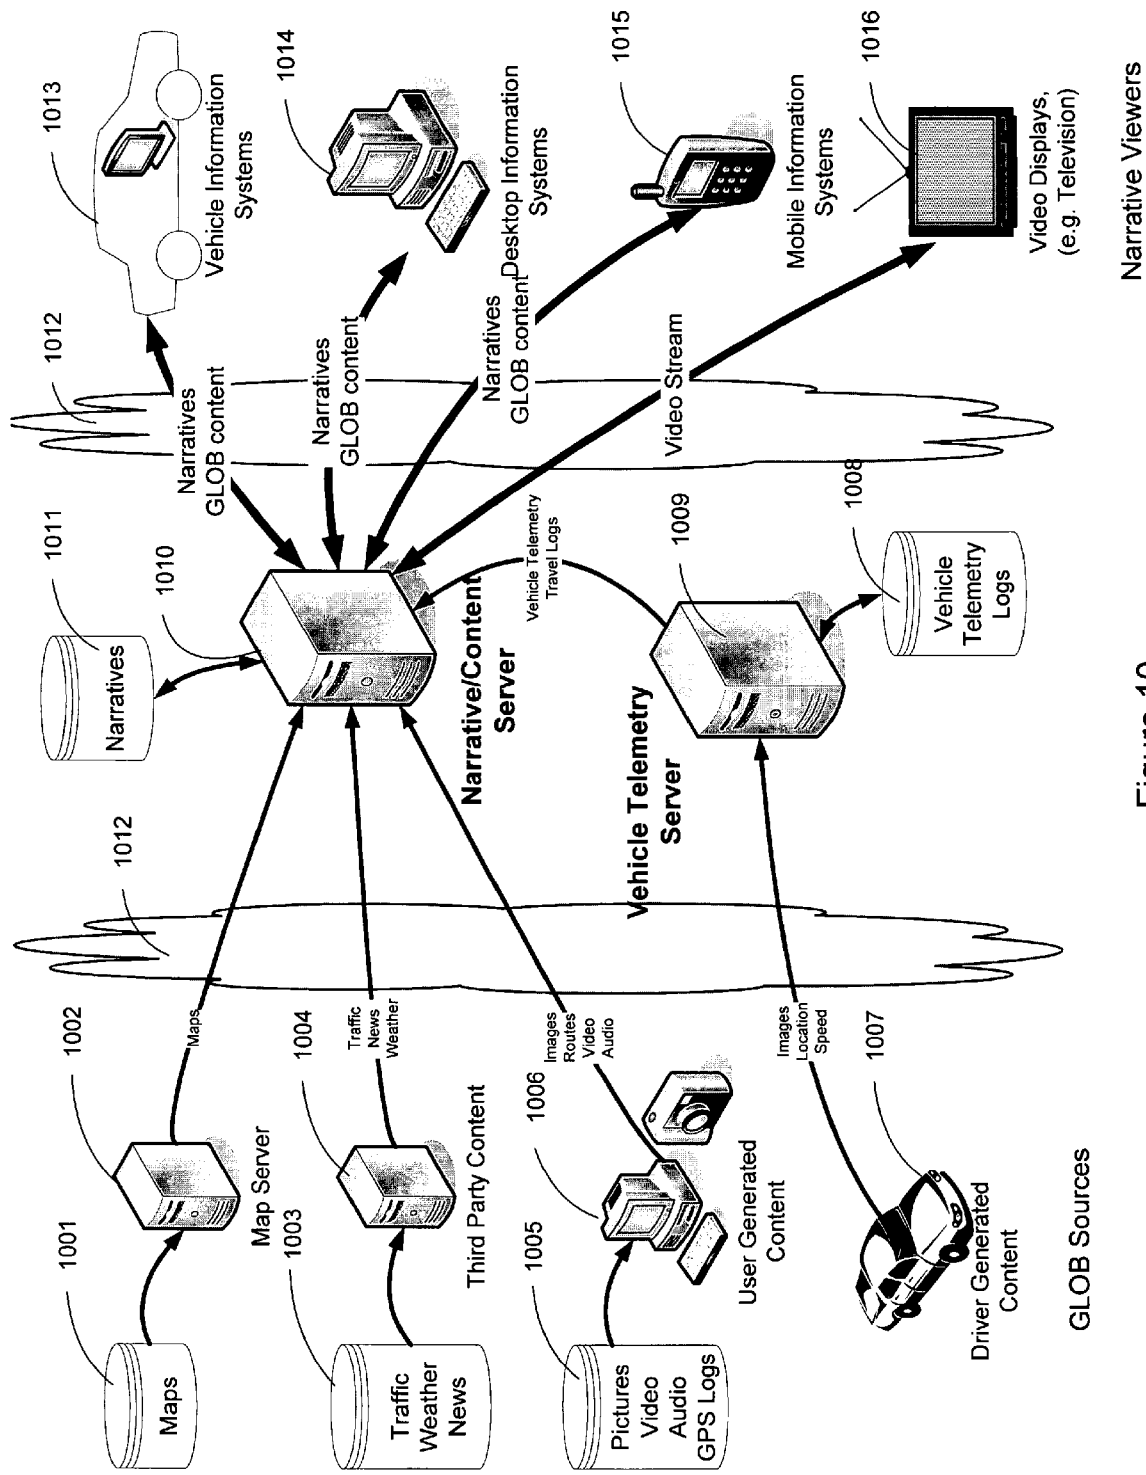 1001
Maps
1002
Map Server
Maps
1003
Traffic
Weather
News
1004
Third Party Content
Traffic
News
Weather
1005
Pictures
Video
Audio
GPS Logs
1006
User Generated
Content
Images
Routes
Video
Audio
1007
Driver Generated
Content
Images
Location
Speed
GLOB Sources
1012
1011
Narratives
1010
Narrative/Content
Server
Vehicle Telemetry
Travel Logs
1009
Vehicle Telemetry
Server
1008
Vehicle
Telemetry
Logs
1012
Narratives
GLOB content
Narratives
GLOB content
Narratives
GLOB content
Video Stream
1013
Vehicle Information
Systems
1014
Desktop Information
Systems
1015
Mobile Information
Systems
1016
Video Displays,
(e.g. Television)
Narrative Viewers
Figure 10